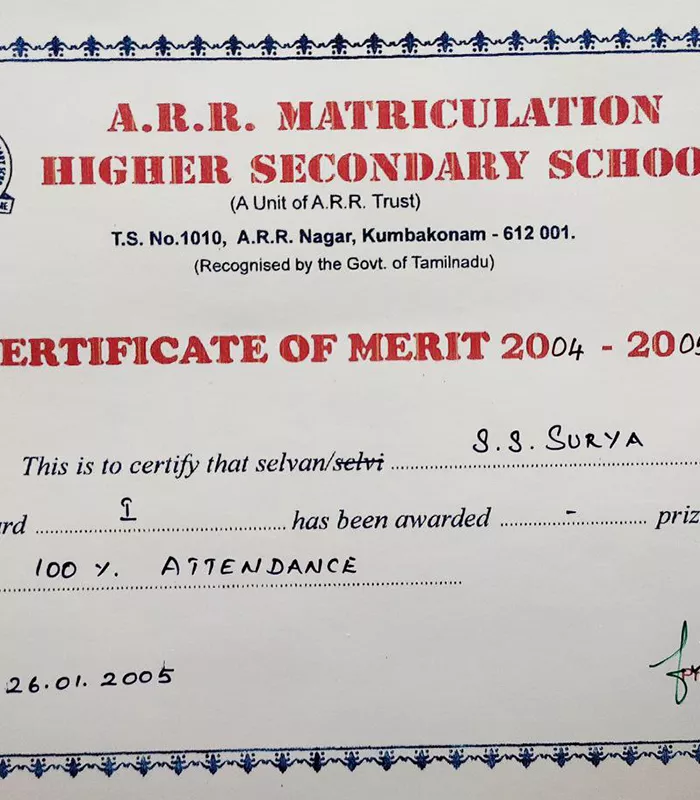 A.R.R. MATRICULATION
HIGHER SECONDARY SCHOO
(A Unit of A.R.R. Trust)
T.S. No.1010, A.R.R. Nagar, Kumbakonam - 612 001.
(Recognised by the Govt. of Tamilnadu)
ERTIFICATE OF MERIT 2004 - 2005
This is to certify that selvan/selvi S.S. SURYA
rd I has been awarded - priz
100 %. ATTENDANCE
26.01.2005